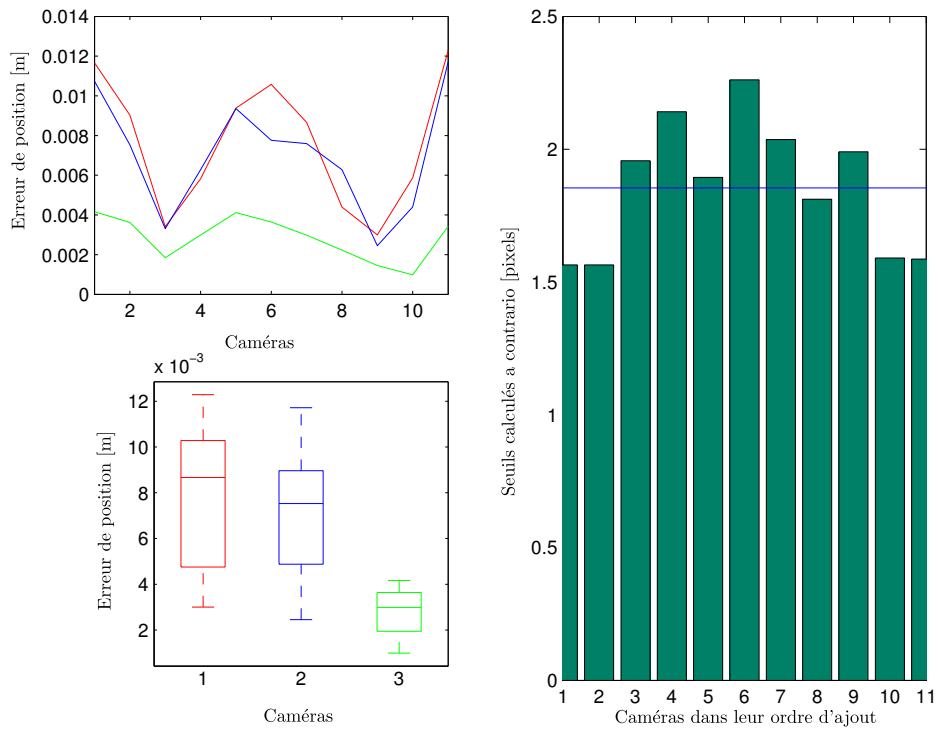 0.014
0.012
0.01
0.008
0.006
0.004
0.002
0
Erreur de position [m]
2 4 6 8 10
Caméras
x 10⁻³
12
10
8
6
4
2
Erreur de position [m]
1 2 3
Caméras
2.5
2
1.5
1
0.5
0
Seuils calculés a contrario [pixels]
1 2 3 4 5 6 7 8 9 10 11
Caméras dans leur ordre d'ajout